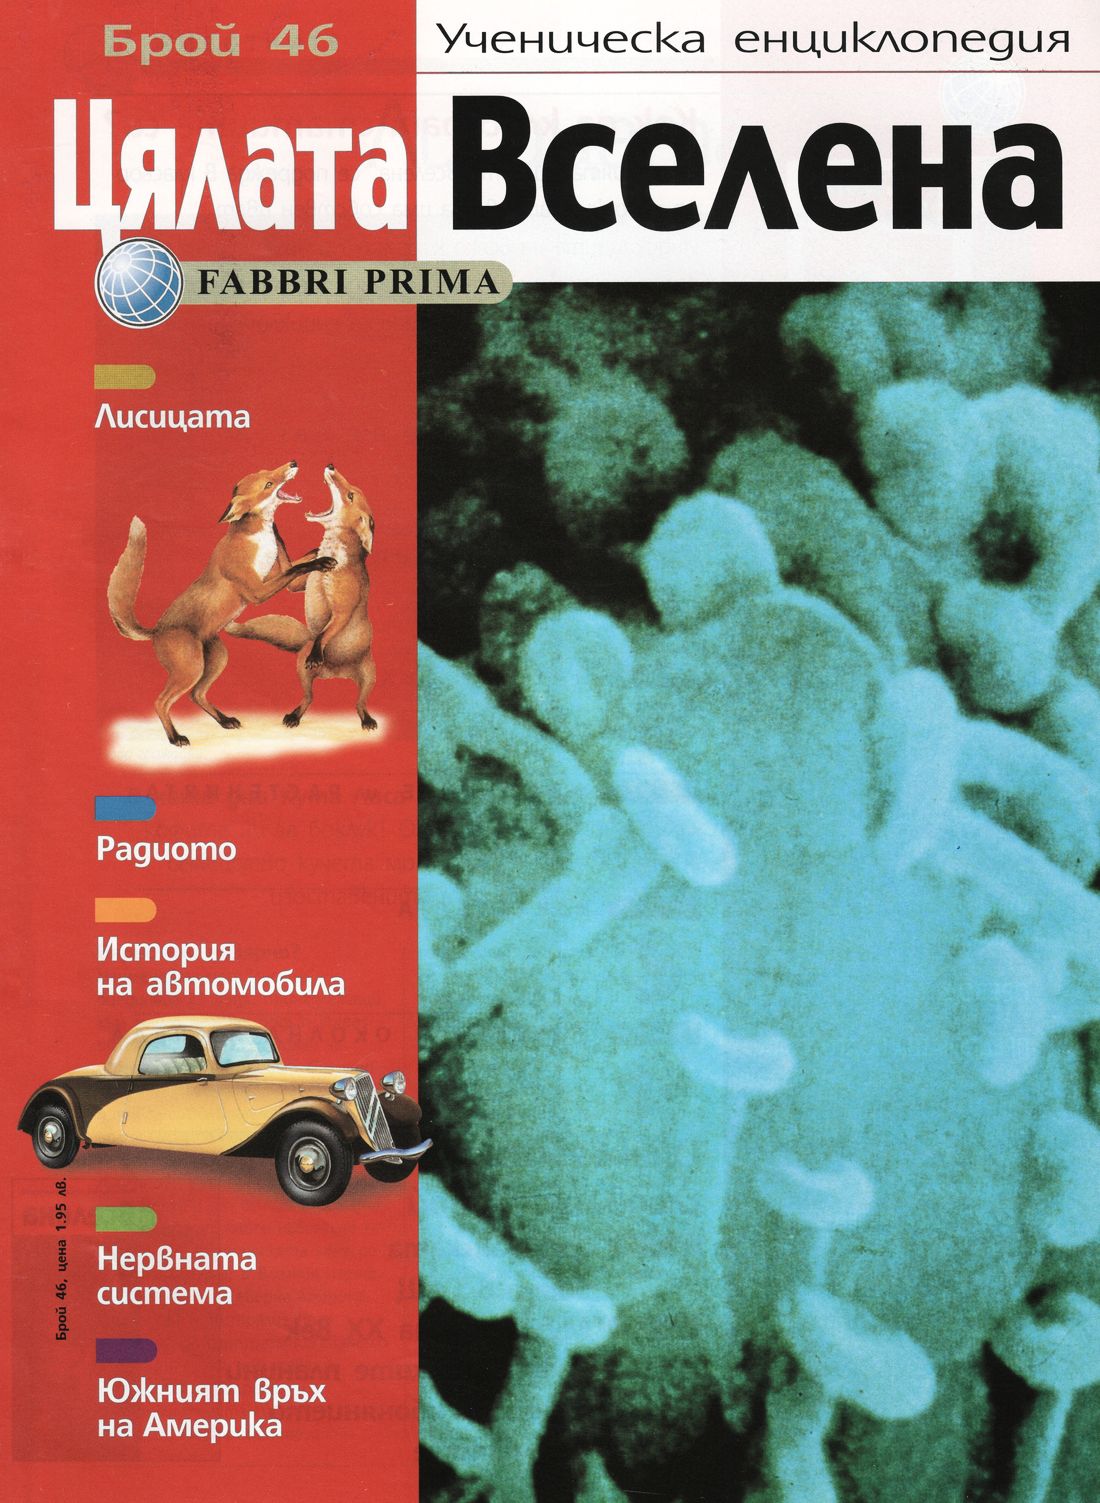 Брой 46
Ученическа енциклопедия
Цялата Вселена
FABBRI PRIMA
Лисицата
Радиото
История
на автомобила
Нервната
система
Южният връх
на Америка
Брой 46, цена 1.95 лв.